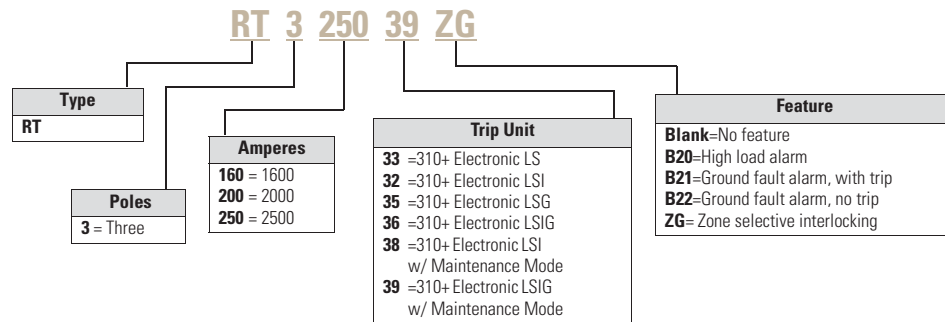 RT 3 250 39 ZG
Type
RT
Poles
3 = Three
Amperes
160 = 1600
200 = 2000
250 = 2500
Trip Unit
33 =310+ Electronic LS
32 =310+ Electronic LSI
35 =310+ Electronic LSG
36 =310+ Electronic LSIG
38 =310+ Electronic LSI
w/ Maintenance Mode
39 =310+ Electronic LSIG
w/ Maintenance Mode
Feature
Blank=No feature
B20=High load alarm
B21=Ground fault alarm, with trip
B22=Ground fault alarm, no trip
ZG= Zone selective interlocking